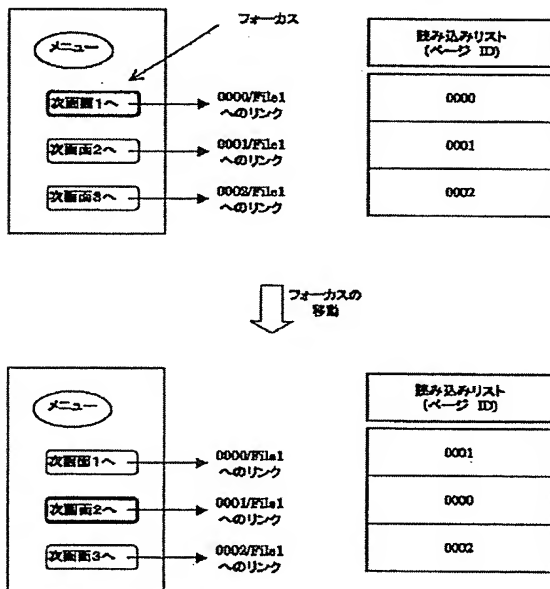 フォーカス
メニュー
次画面1へ
0000/File1
へのリンク
次画面2へ
0001/File1
へのリンク
次画面3へ
0002/File1
へのリンク
読み込みリスト
(ページ ID)
0000
0001
0002
フォーカスの
移動
メニュー
次画面1へ
0000/File1
へのリンク
次画面2へ
0001/File1
へのリンク
次画面3へ
0002/File1
へのリンク
読み込みリスト
(ページ ID)
0001
0000
0002